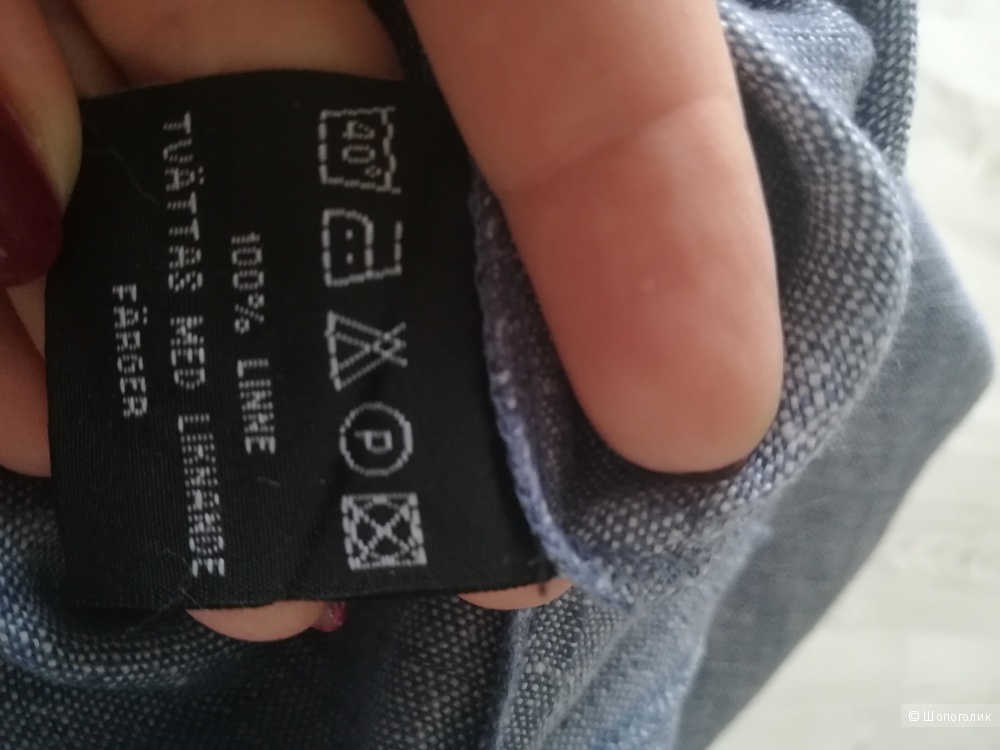 40°
P
100% LINNE
TVÄTTAS MED LIKNANDE
FÄRGER
© Шопоголик